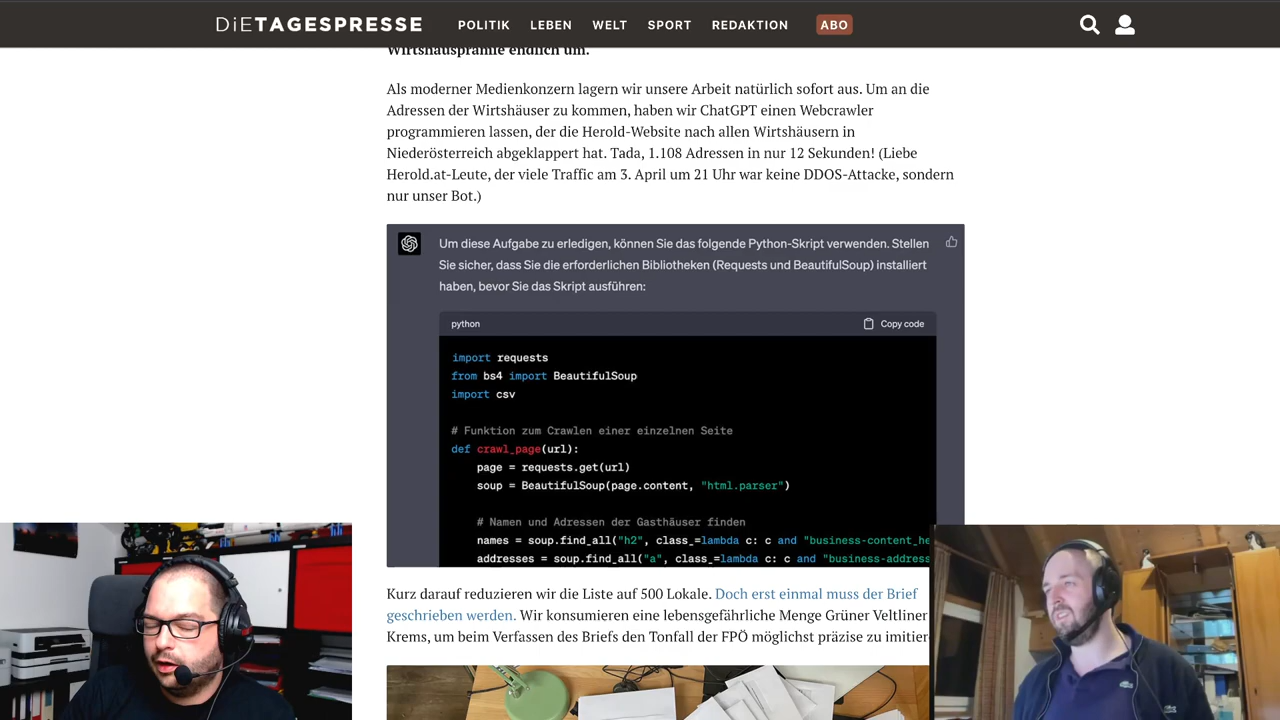 DiETAGESPRESSE POLITIK LEBEN WELT SPORT REDAKTION ABO
Wirtshausprämie endlich um.
Als moderner Medienkonzern lagern wir unsere Arbeit natürlich sofort aus. Um an die
Adressen der Wirtshäuser zu kommen, haben wir ChatGPT einen Webcrawler
programmieren lassen, der die Herold-Website nach allen Wirtshäusern in
Niederösterreich abgeklappert hat. Tada, 1.108 Adressen in nur 12 Sekunden! (Liebe
Herold.at-Leute, der viele Traffic am 3. April um 21 Uhr war keine DDOS-Attacke, sondern
nur unser Bot.)
Um diese Aufgabe zu erledigen, können Sie das folgende Python-Skript verwenden. Stellen
Sie sicher, dass Sie die erforderlichen Bibliotheken (Requests und BeautifulSoup) installiert
haben, bevor Sie das Skript ausführen:
python Copy code
import requests
from bs4 import BeautifulSoup
import csv
# Funktion zum Crawlen einer einzelnen Seite
def crawl_page(url):
page = requests.get(url)
soup = BeautifulSoup(page.content, "html.parser")
# Namen und Adressen der Gasthäuser finden
names = soup.find_all("h2", class_=lambda c: c and "business-content_he
addresses = soup.find_all("a", class_=lambda c: c and "business-address
Kurz darauf reduzieren wir die Liste auf 500 Lokale. Doch erst einmal muss der Brief
geschrieben werden. Wir konsumieren eine lebensgefährliche Menge Grüner Veltliner
Krems, um beim Verfassen des Briefs den Tonfall der FPÖ möglichst präzise zu imitier